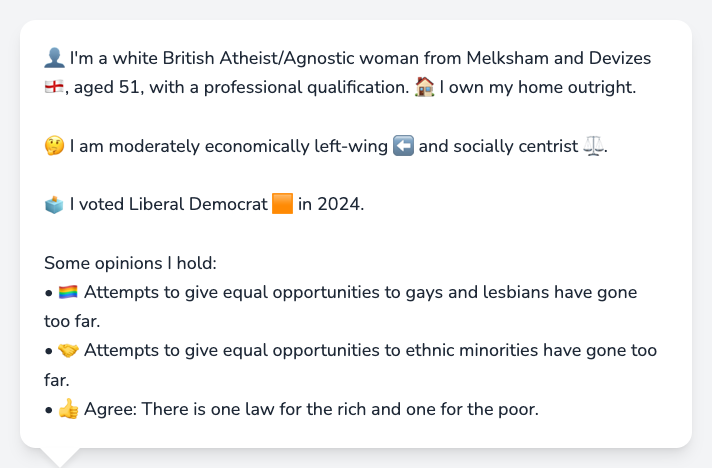 👤 I'm a white British Atheist/Agnostic woman from Melksham and Devizes
🏴󠁧󠁢󠁥󠁮󠁧󠁿, aged 51, with a professional qualification. 🏠 I own my home outright.
🤔 I am moderately economically left-wing ⬅️ and socially centrist ⚖️.
🗳️ I voted Liberal Democrat 🟧 in 2024.
Some opinions I hold:
• 🏳️‍🌈 Attempts to give equal opportunities to gays and lesbians have gone
too far.
• 🤝 Attempts to give equal opportunities to ethnic minorities have gone too
far.
• 👍 Agree: There is one law for the rich and one for the poor.